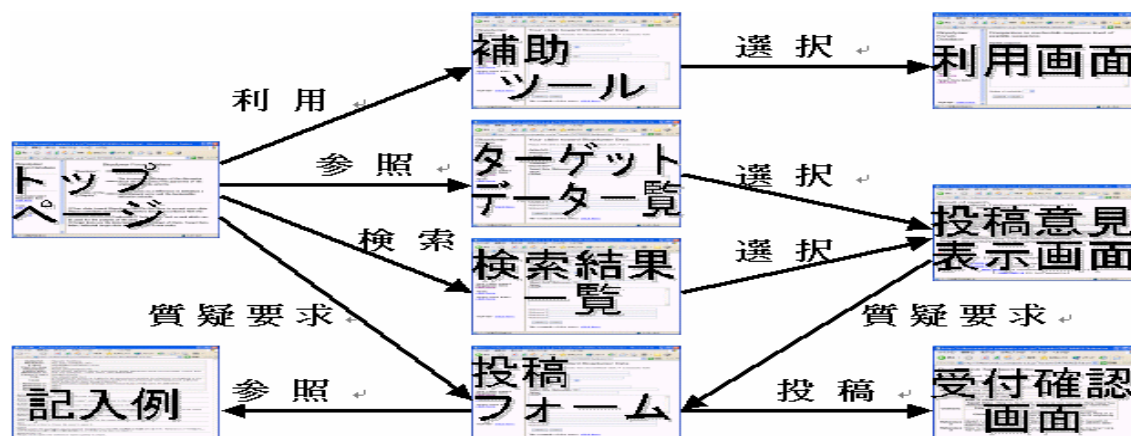 補助
ツール
選択
利用画面
利用
トップ
ページ
参照
ターゲット
データ一覧
選択
投稿意見
表示画面
検索
検索結果
一覧
選択
質疑要求
質疑要求
記入例
参照
投稿
フォーム
投稿
受付確認
画面